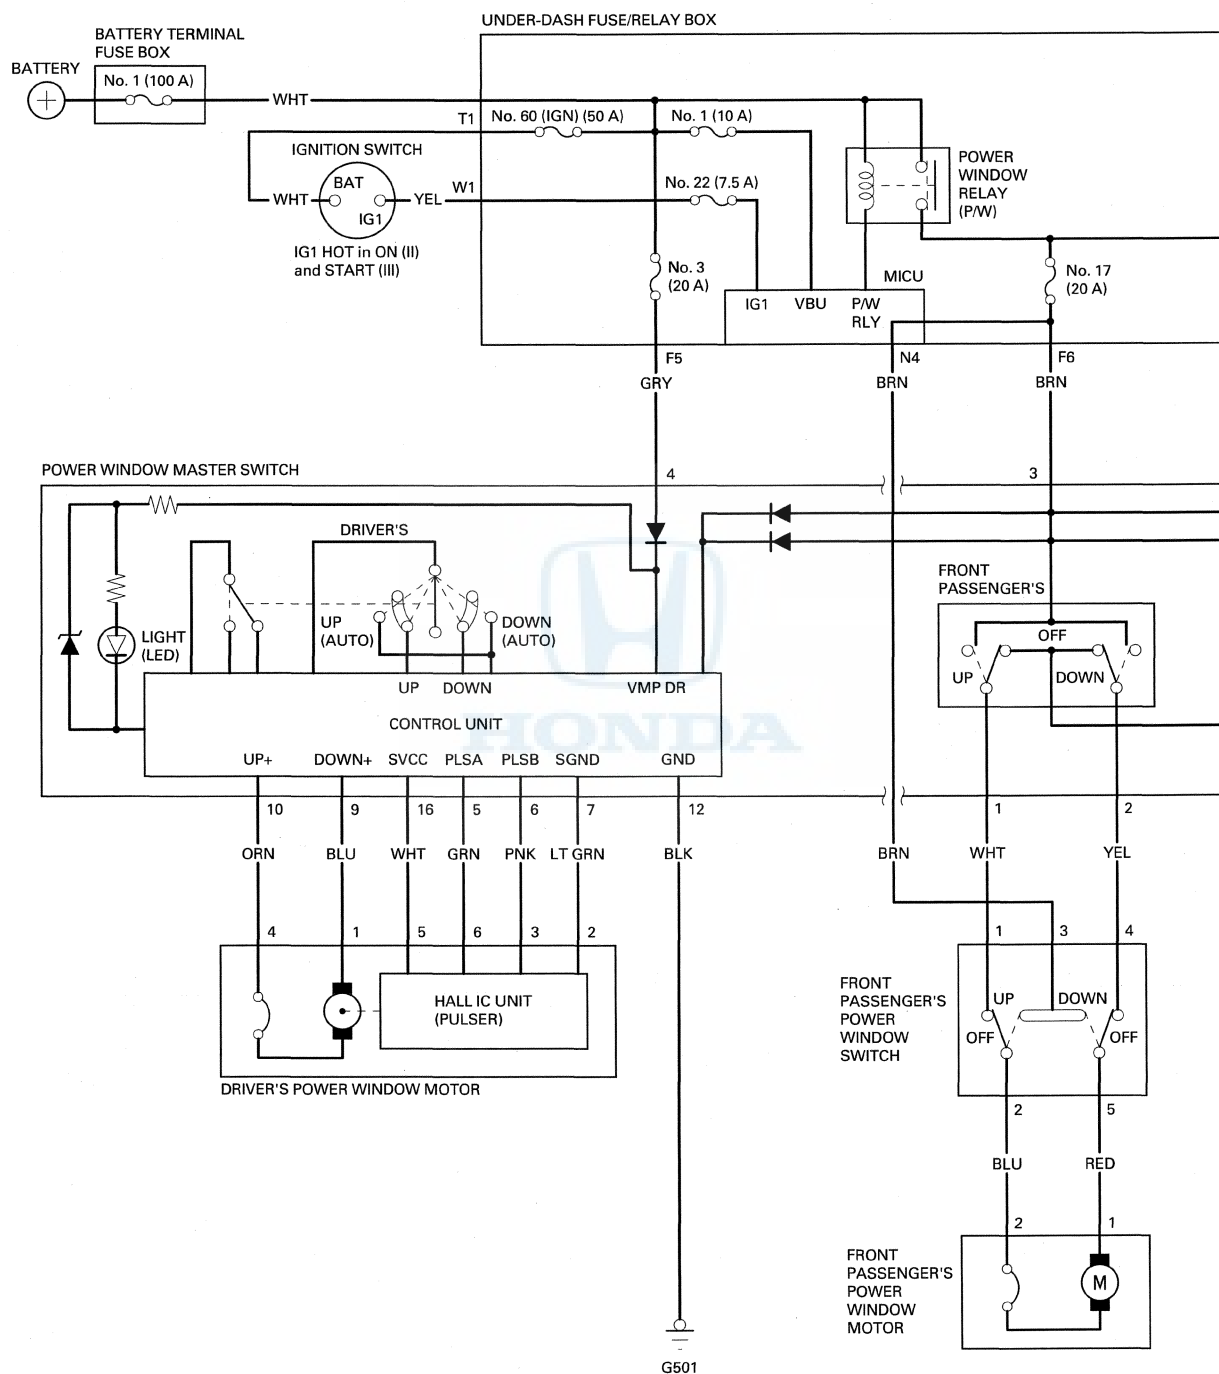 UNDER-DASH FUSE/RELAY BOX
BATTERY TERMINAL
FUSE BOX
BATTERY
No. 1 (100 A)
WHT
T1
No. 60 (IGN) (50 A)
No. 1 (10 A)
IGNITION SWITCH
BAT
IG1
WHT
YEL
W1
No. 22 (7.5 A)
IG1 HOT in ON (II)
and START (III)
POWER
WINDOW
RELAY
(P/W)
No. 3
(20 A)
MICU
No. 17
(20 A)
IG1
VBU
P/W
RLY
F5
N4
F6
GRY
BRN
BRN
POWER WINDOW MASTER SWITCH
4
3
DRIVER'S
FRONT
PASSENGER'S
UP
(AUTO)
DOWN
(AUTO)
LIGHT
(LED)
OFF
UP
DOWN
UP
DOWN
VMP DR
CONTROL UNIT
HONDA
UP+
DOWN+
SVCC
PLSA
PLSB
SGND
GND
10
9
16
5
6
7
12
1
2
ORN
BLU
WHT
GRN
PNK
LT GRN
BLK
BRN
WHT
YEL
4
1
5
6
3
2
1
3
4
HALL IC UNIT
(PULSER)
DRIVER'S POWER WINDOW MOTOR
FRONT
PASSENGER'S
POWER
WINDOW
SWITCH
UP
DOWN
OFF
OFF
2
5
BLU
RED
2
1
FRONT
PASSENGER'S
POWER
WINDOW
MOTOR
M
G501